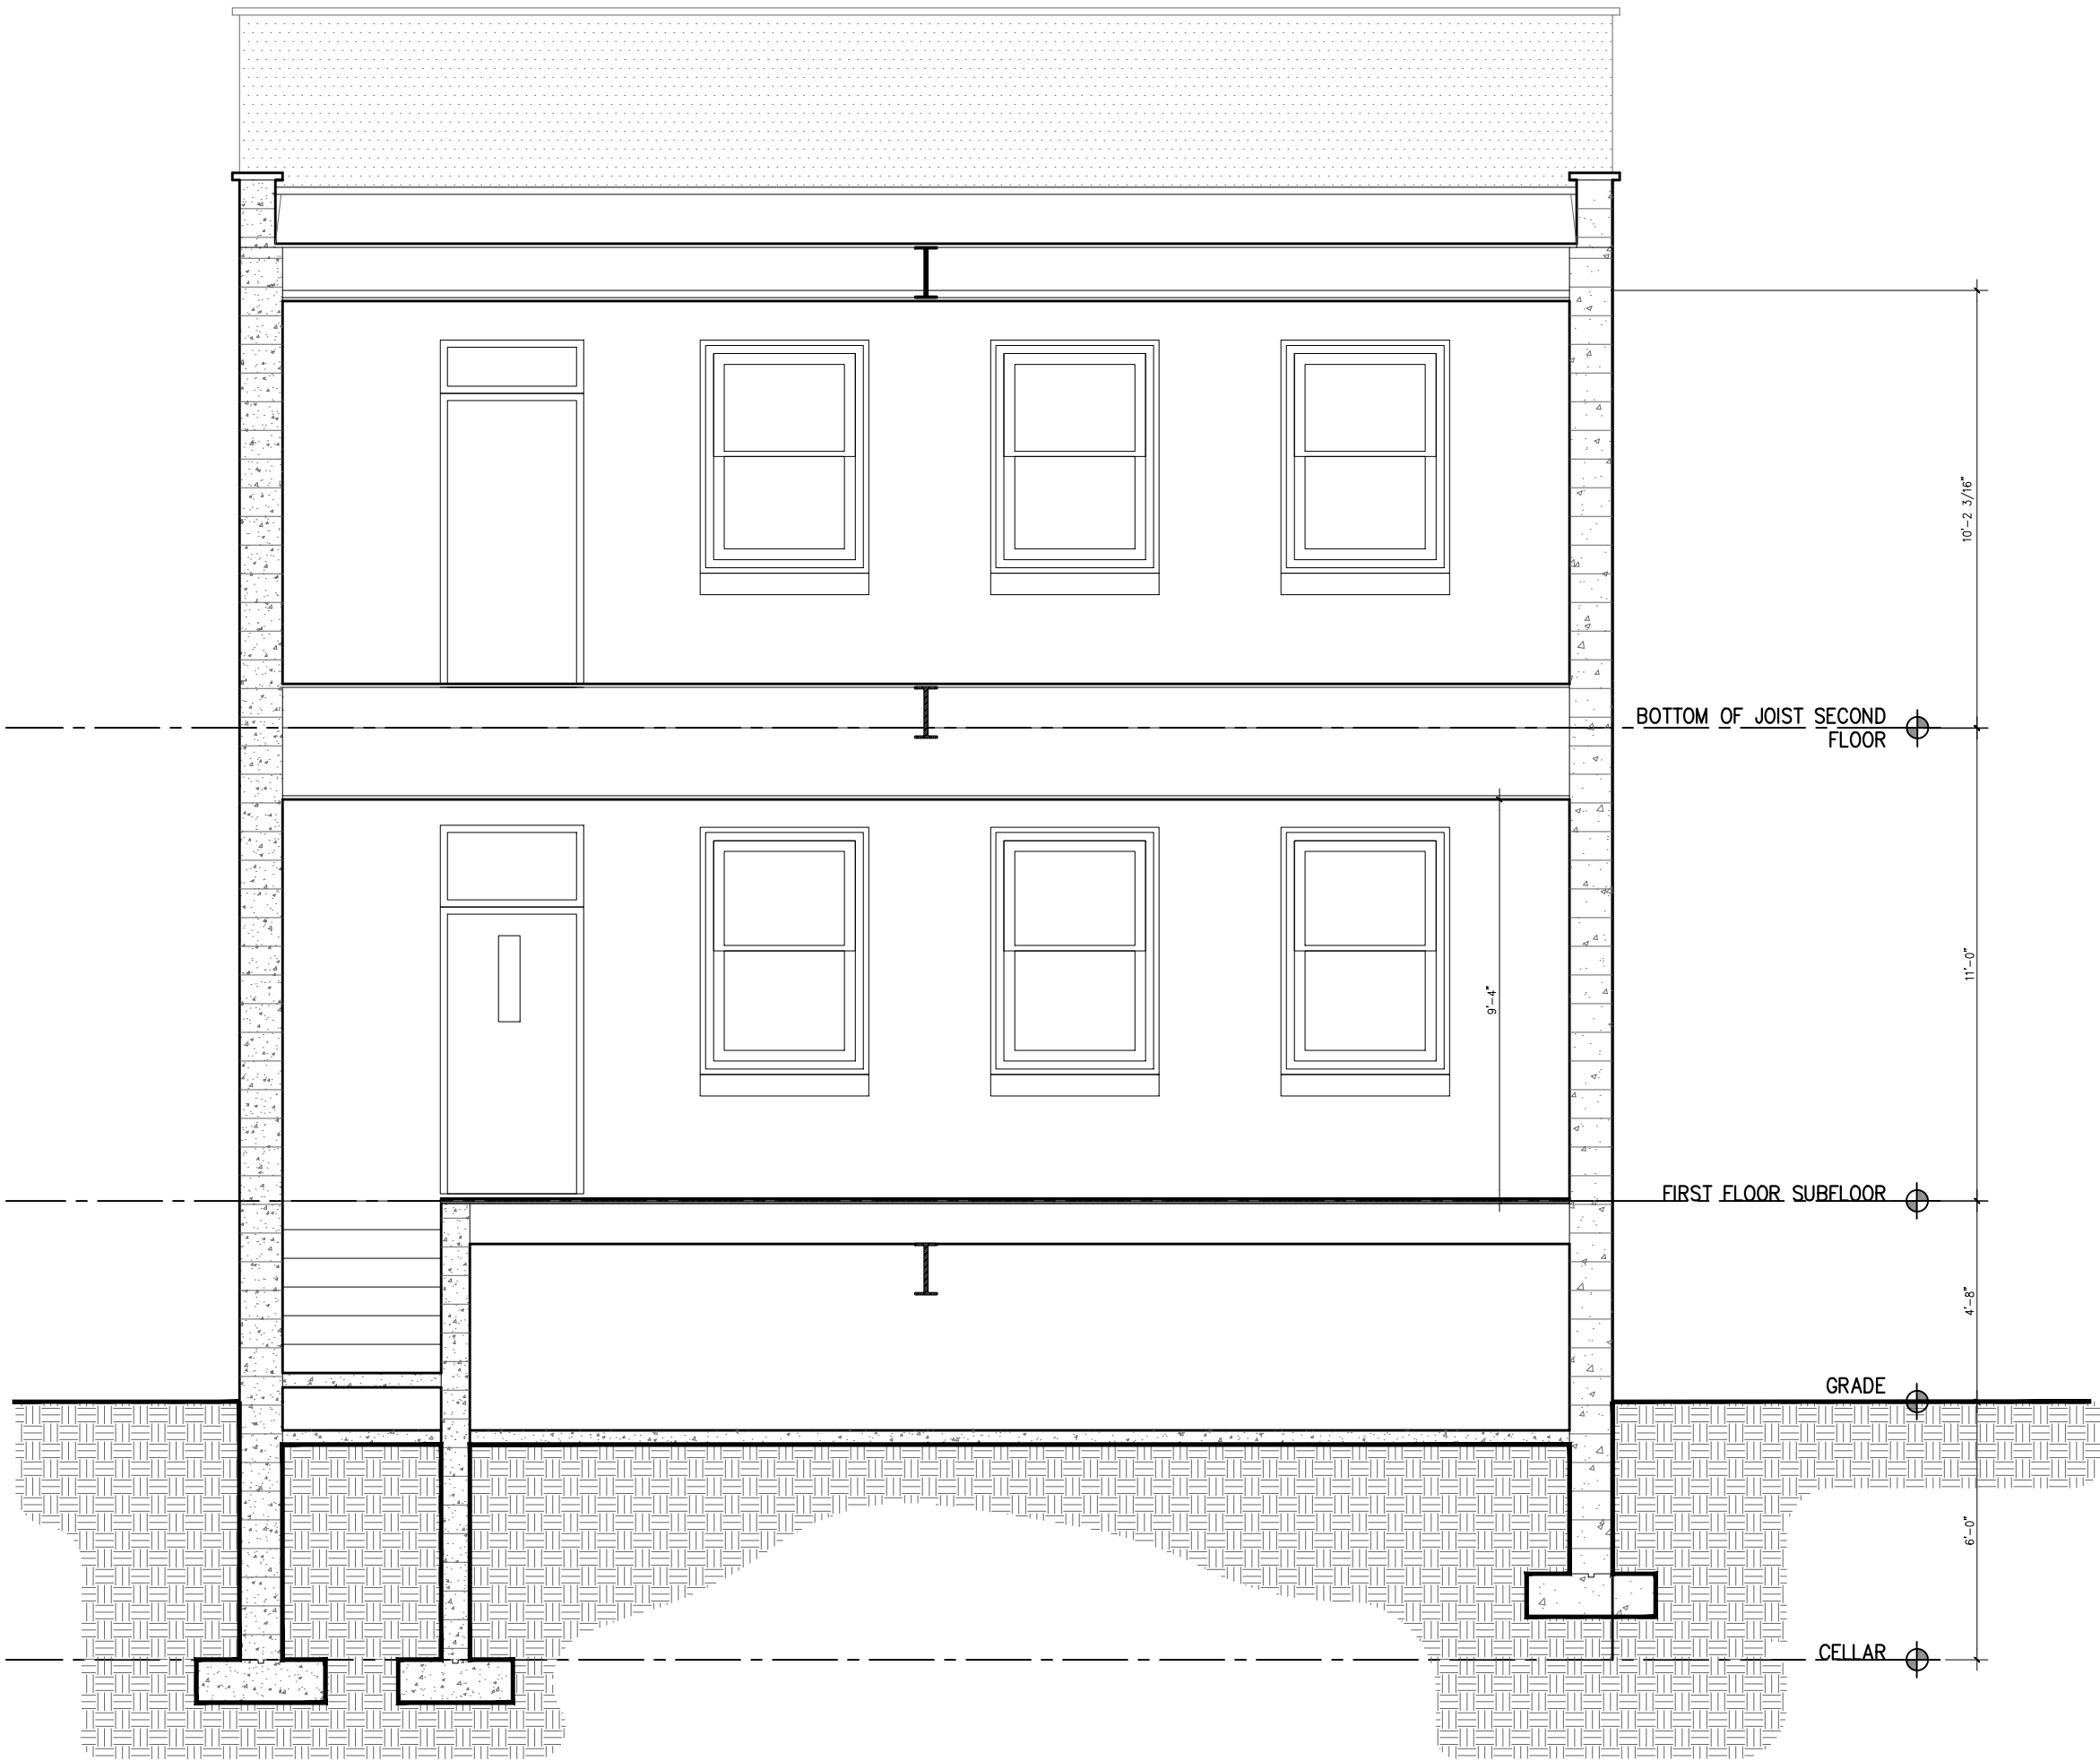 10'-2 3/16"
BOTTOM OF JOIST SECOND
FLOOR
11'-0"
9'-4"
FIRST FLOOR SUBFLOOR
4'-8"
GRADE
6'-0"
CELLAR